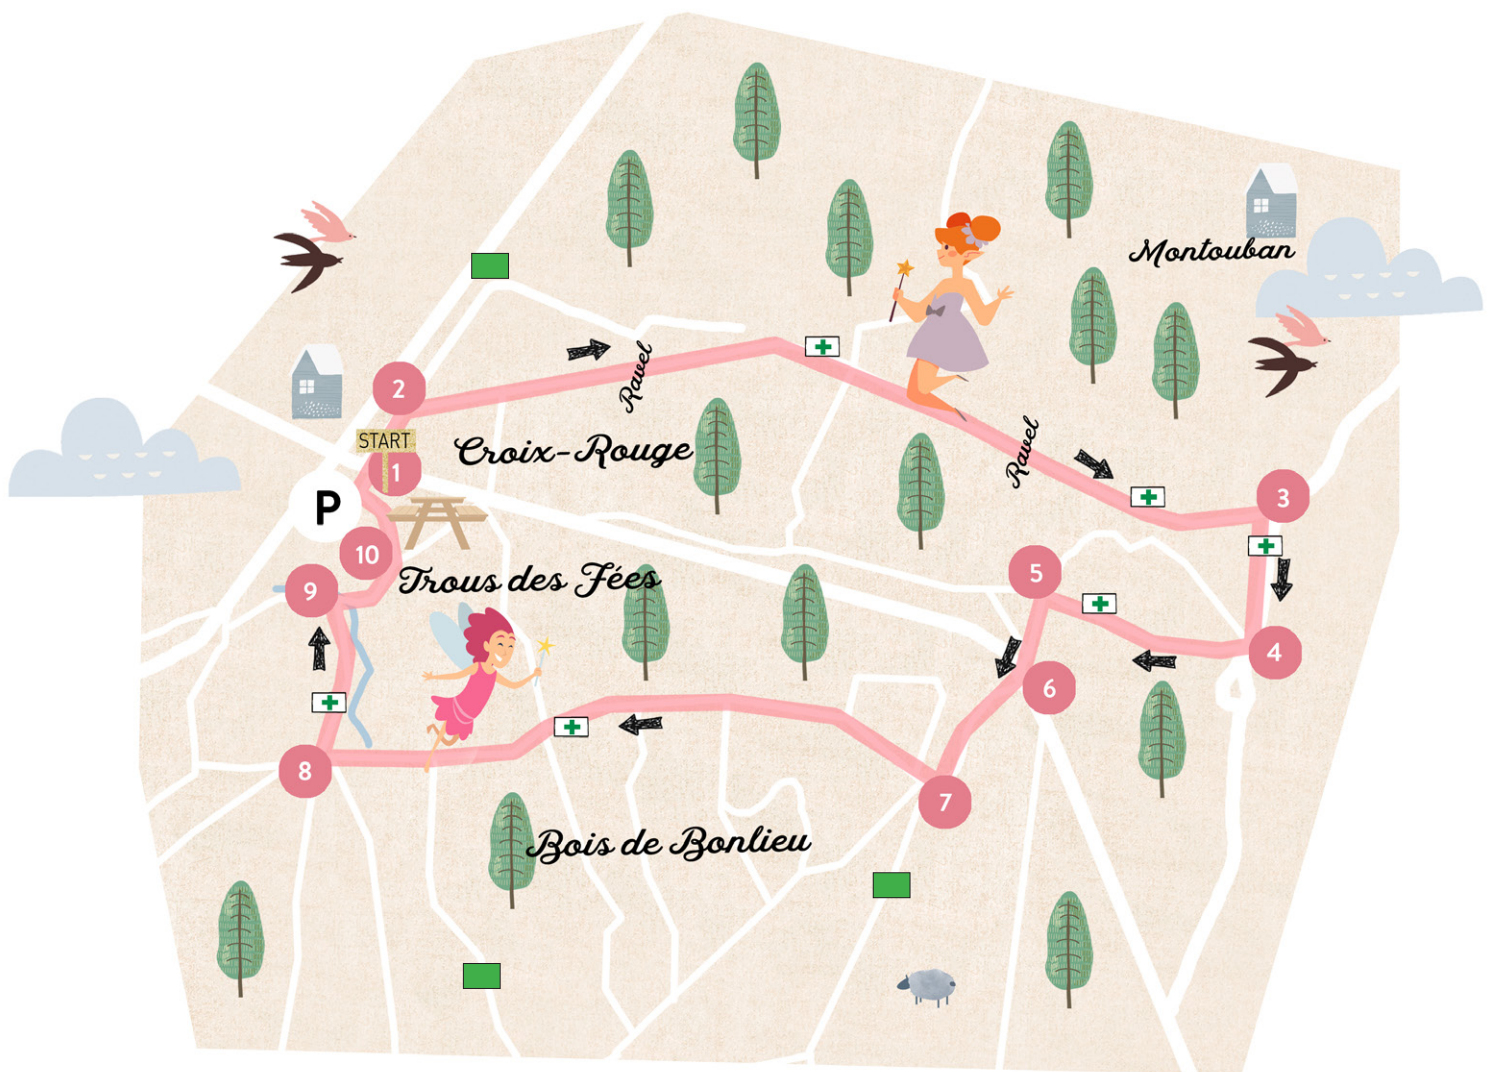 Montouban
Ravel
2
START
Croix-Rouge
1
Ravel
3
P
10
5
Trous des Fées
9
4
6
8
7
Bois de Bonlieu